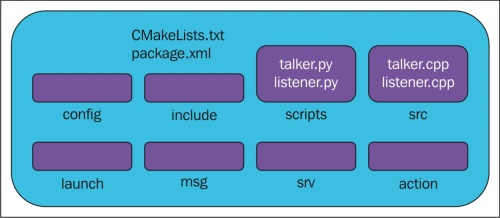 CMakeLists.txt
package.xml
talker.py
listener.py
talker.cpp
listener.cpp
config
include
scripts
src
launch
msg
srv
action